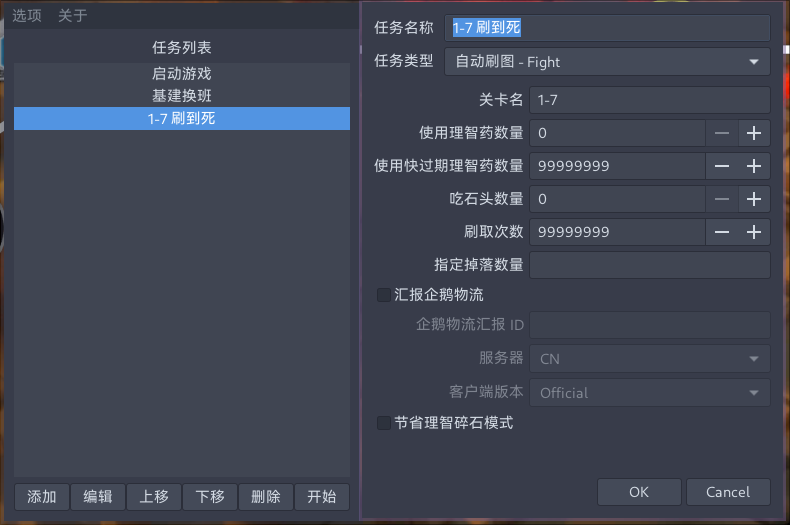 选项 关于
任务列表
启动游戏
基建换班
1-7 刷到死
添加 编辑 上移 下移 删除 开始
任务名称 1-7 刷到死
任务类型 自动刷图 - Fight
关卡名 1-7
使用理智药数量 0
使用快过期理智药数量 99999999
吃石头数量 0
刷取次数 99999999
指定掉落数量
汇报企鹅物流
企鹅物流汇报 ID
服务器 CN
客户端版本 Official
节省理智碎石模式
OK Cancel